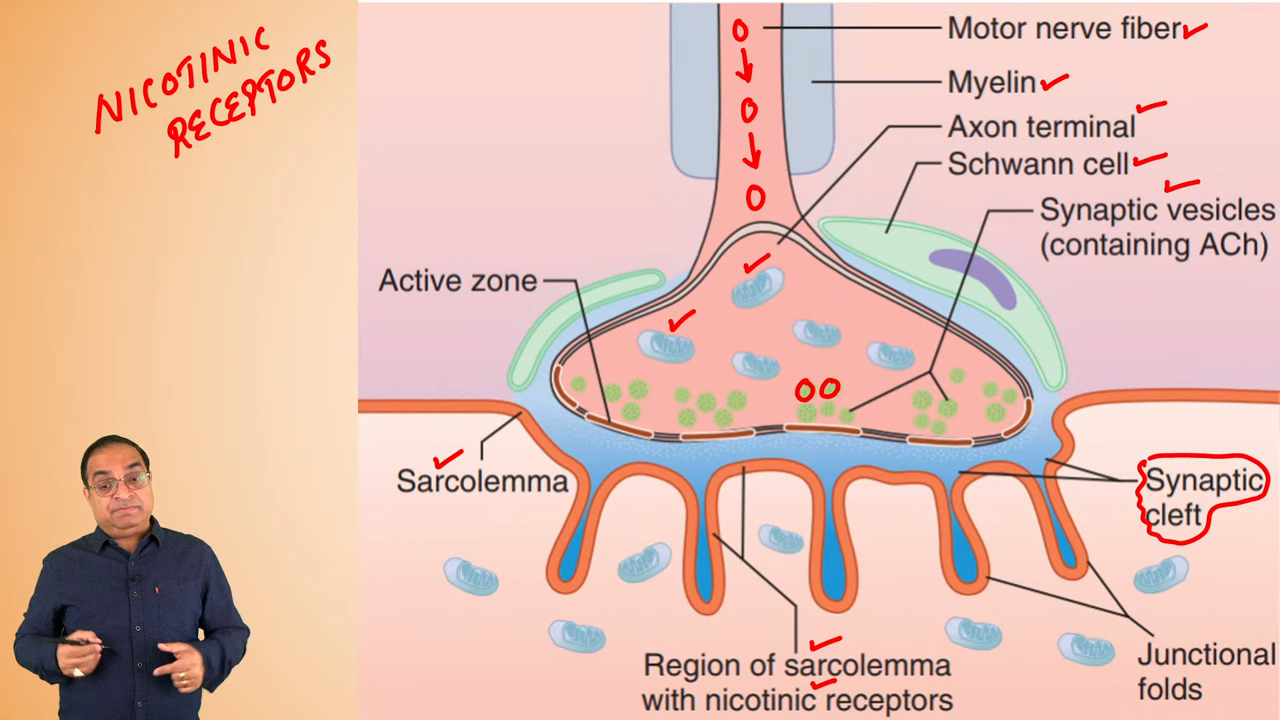 NICOTINIC
RECEPTORS
Motor nerve fiber
Myelin
Axon terminal
Schwann cell
Synaptic vesicles
(containing ACh)
Active zone
Sarcolemma
Synaptic
cleft
Region of sarcolemma
with nicotinic receptors
Junctional
folds